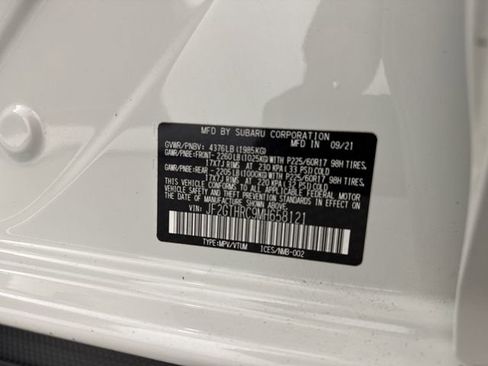 MFD BY SUBARU CORPORATION
MFD IN 09/21
GVWR/PNBV: 4376LB(1985KG)
GAWR/PNBE:FRONT- 2260LB(1025KG)WITH P225/60R17 98H TIRES,
17X7J RIMS AT 230 KPA(33 PSI)COLD
GAWR/PNBE:REAR - 2205LB(1000KG)WITH P225/60R17 98H TIRES,
17X7J RIMS AT 220 KPA(32 PSI)COLD
THIS VEHICLE CONFORMS TO ALL APPLICABLE FEDERAL MOTOR
VEHICLE SAFETY AND THEFT PREVENTION STANDARDS IN EFFECT ON
THE DATE OF MANUFACTURE SHOWN ABOVE.
VIN: JF2GTHRC9MH658121
TYPE:MPV/VTUM ICES/NMB-002